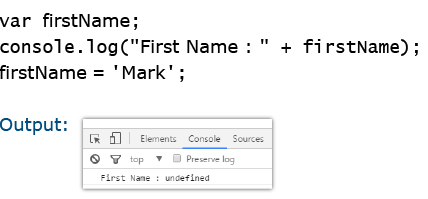 var firstName;
console.log("First Name : " + firstName);
firstName = 'Mark';
Output:
Elements Console Sources
top ▼ Preserve log
First Name : undefined